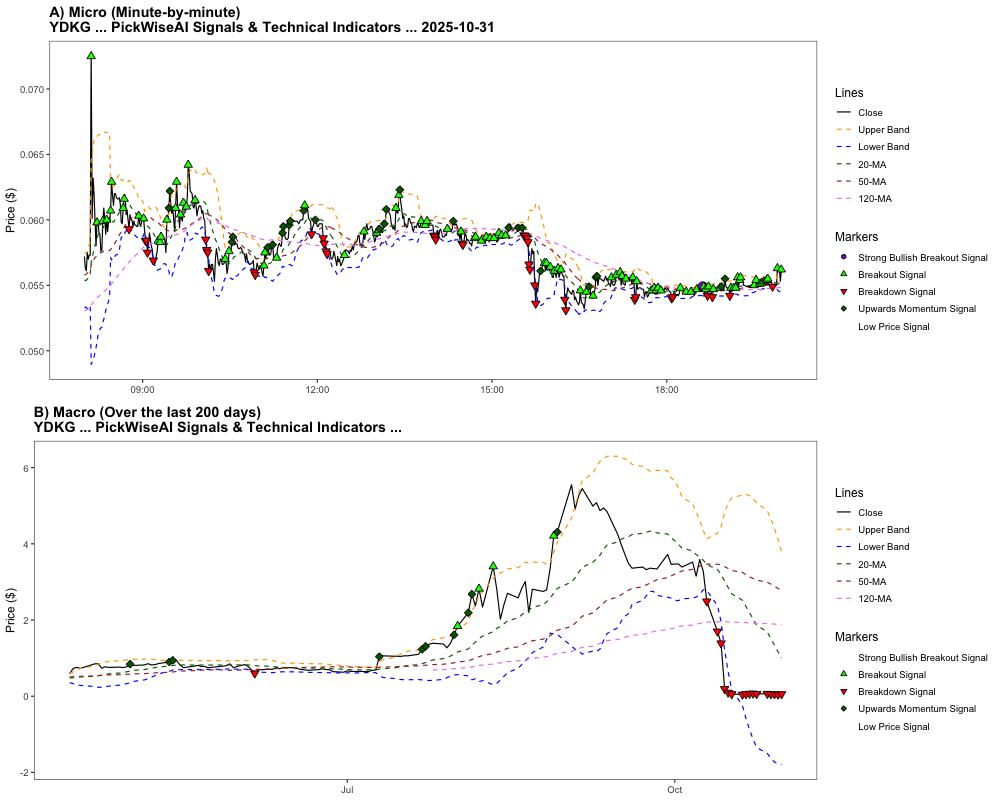 A) Micro (Minute-by-minute)
YDKG ... PickWiseAI Signals & Technical Indicators ... 2025-10-31
Price ($)
0.070
0.065
0.060
0.055
0.050
09:00
12:00
15:00
18:00
Lines
Close
Upper Band
Lower Band
20-MA
50-MA
120-MA
Markers
Strong Bullish Breakout Signal
Breakout Signal
Breakdown Signal
Upwards Momentum Signal
Low Price Signal
B) Macro (Over the last 200 days)
YDKG ... PickWiseAI Signals & Technical Indicators ...
Price ($)
6
4
2
0
-2
Jul
Oct
Lines
Close
Upper Band
Lower Band
20-MA
50-MA
120-MA
Markers
Strong Bullish Breakout Signal
Breakout Signal
Breakdown Signal
Upwards Momentum Signal
Low Price Signal